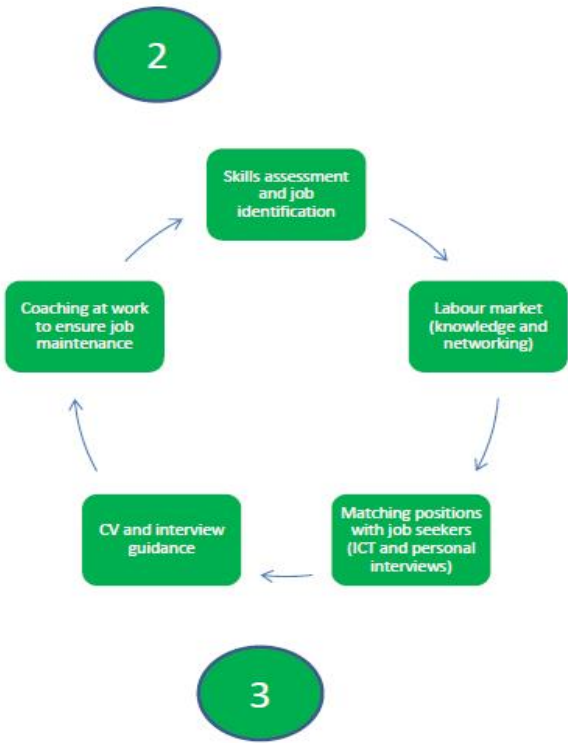 2
Skills assessment
and job
identification
Coaching at work
to ensure job
maintenance
Labour market
(knowledge and
networking)
CV and interview
guidance
Matching positions
with job seekers
(ICT and personal
interviews)
3